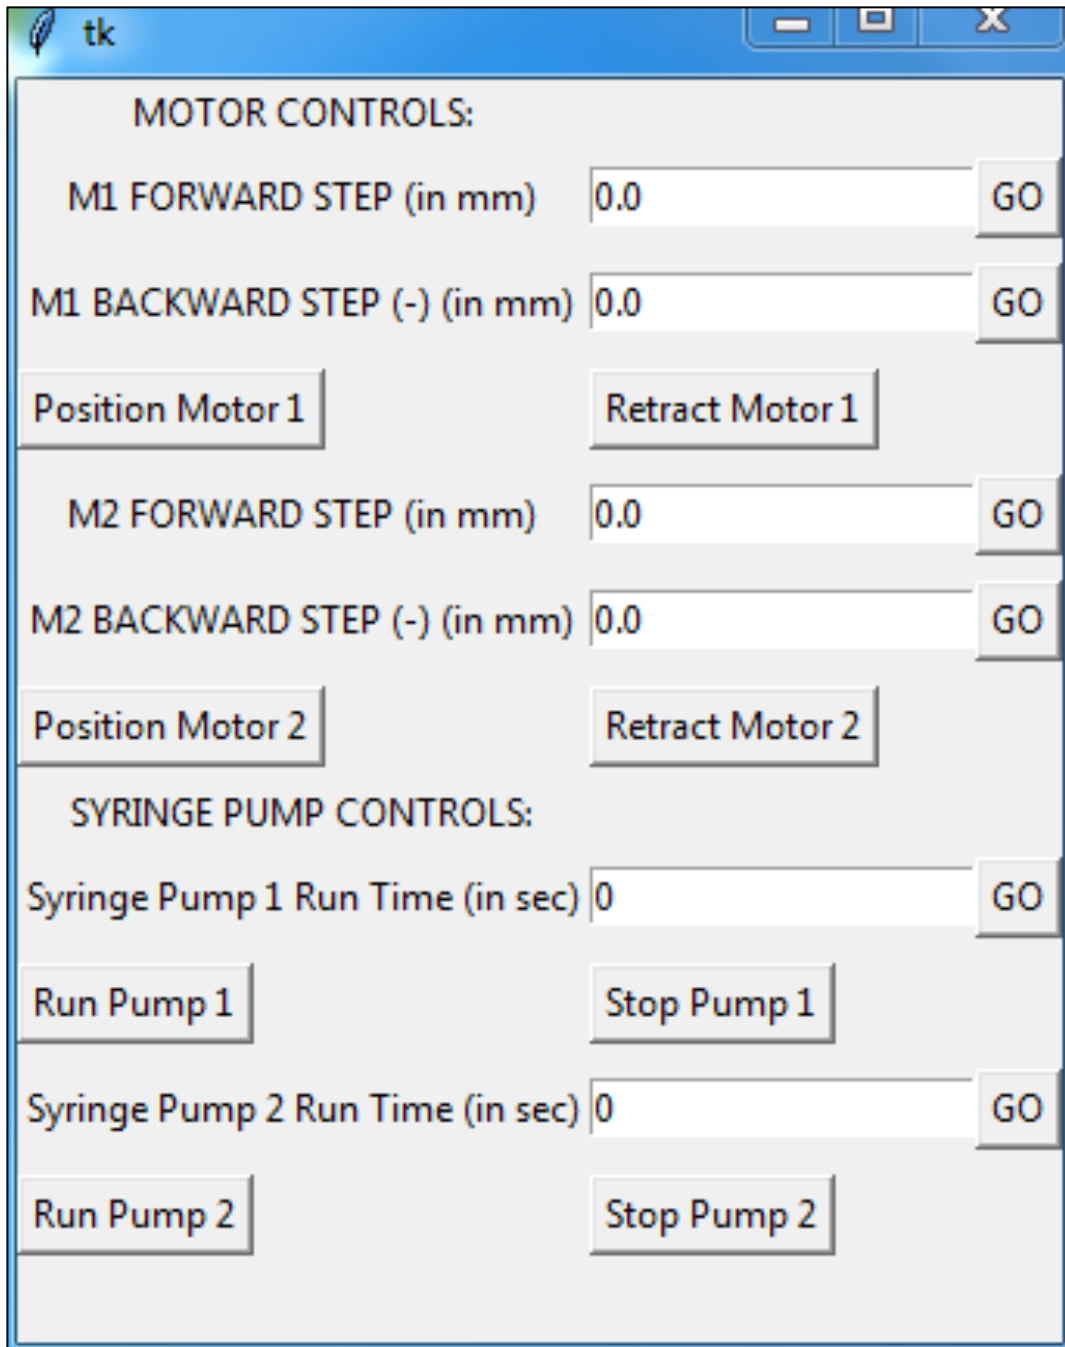 tk
MOTOR CONTROLS:
M1 FORWARD STEP (in mm) 0.0 GO
M1 BACKWARD STEP (-) (in mm) 0.0 GO
Position Motor 1 Retract Motor 1
M2 FORWARD STEP (in mm) 0.0 GO
M2 BACKWARD STEP (-) (in mm) 0.0 GO
Position Motor 2 Retract Motor 2
SYRINGE PUMP CONTROLS:
Syringe Pump 1 Run Time (in sec) 0 GO
Run Pump 1 Stop Pump 1
Syringe Pump 2 Run Time (in sec) 0 GO
Run Pump 2 Stop Pump 2